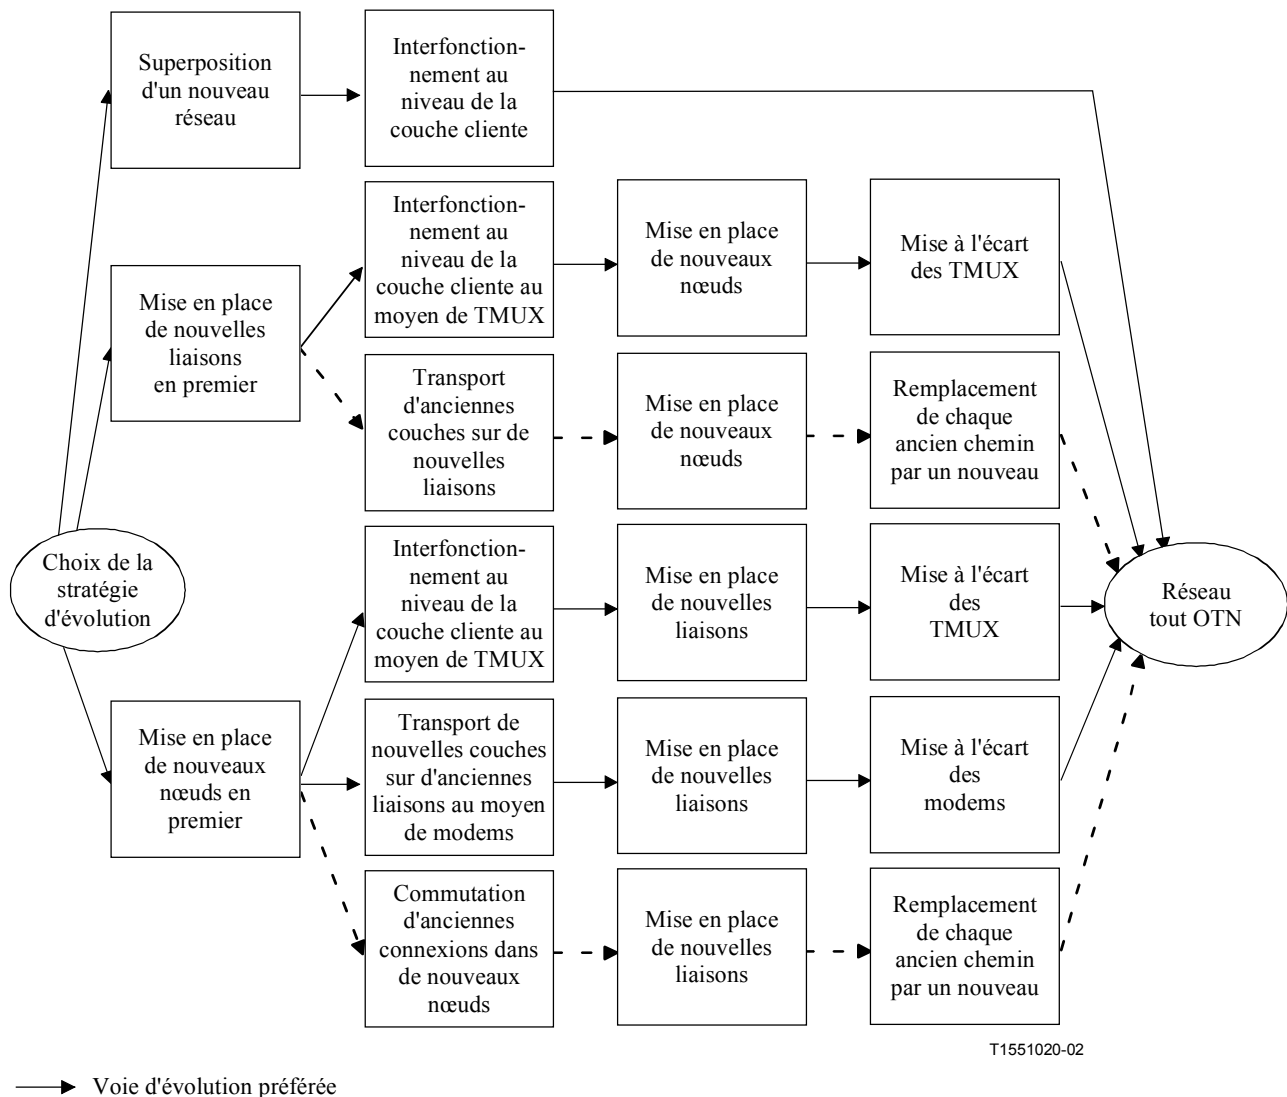 Superposition
d'un nouveau
réseau
Interfonction-
nement au
niveau de la
couche cliente
Mise en place
de nouvelles
liaisons
en premier
Interfonction-
nement au
niveau de la
couche cliente au
moyen de TMUX
Mise en place
de nouveaux
nœuds
Mise à l'écart
des TMUX
Transport
d'anciennes
couches sur de
nouvelles
liaisons
Mise en place
de nouveaux
nœuds
Remplacement
de chaque
ancien chemin
par un nouveau
Choix de la
stratégie
d'évolution
Interfonction-
nement au
niveau de la
couche cliente au
moyen de TMUX
Mise en place
de nouvelles
liaisons
Mise à l'écart
des
TMUX
Réseau
tout OTN
Mise en place
de nouveaux
nœuds en
premier
Transport de
nouvelles couches
sur d'anciennes
liaisons au moyen
de modems
Mise en place
de nouvelles
liaisons
Mise à l'écart
des
modems
Commutation
d'anciennes
connexions dans
de nouveaux
nœuds
Mise en place
de nouvelles
liaisons
Remplacement
de chaque
ancien chemin
par un nouveau
T1551020-02
Voie d'évolution préférée